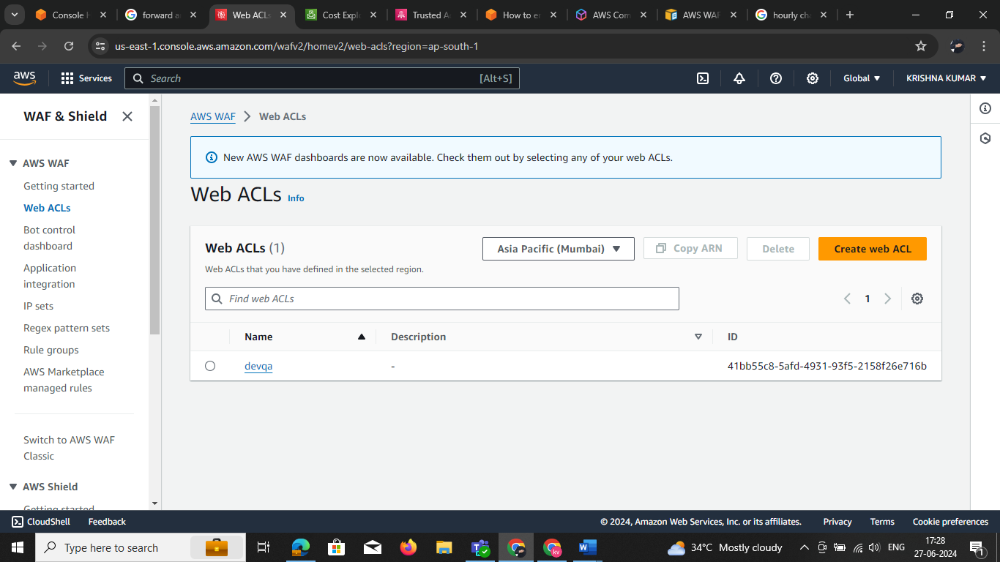 Console H
forward a
Web ACLs
Cost Explo
Trusted A
How to e
AWS Com
AWS WAF
hourly cha
us-east-1.console.aws.amazon.com/wafv2/homev2/web-acls?region=ap-south-1
aws
Services
Search
[Alt+S]
Global
KRISHNA KUMAR
WAF & Shield
AWS WAF
Getting started
Web ACLs
Bot control
dashboard
Application
integration
IP sets
Regex pattern sets
Rule groups
AWS Marketplace
managed rules
Switch to AWS WAF
Classic
AWS Shield
Getting started
AWS WAF > Web ACLs
New AWS WAF dashboards are now available. Check them out by selecting any of your web ACLs.
Web ACLs Info
Web ACLs (1)
Asia Pacific (Mumbai)
Copy ARN
Delete
Create web ACL
Web ACLs that you have defined in the selected region.
Find web ACLs
1
Name
Description
ID
devqa
-
41bb55c8-5afd-4931-93f5-2158f26e716b
CloudShell
Feedback
© 2024, Amazon Web Services, Inc. or its affiliates.
Privacy
Terms
Cookie preferences
Type here to search
kv
34°C Mostly cloudy
ENG
17:28
27-06-2024
1